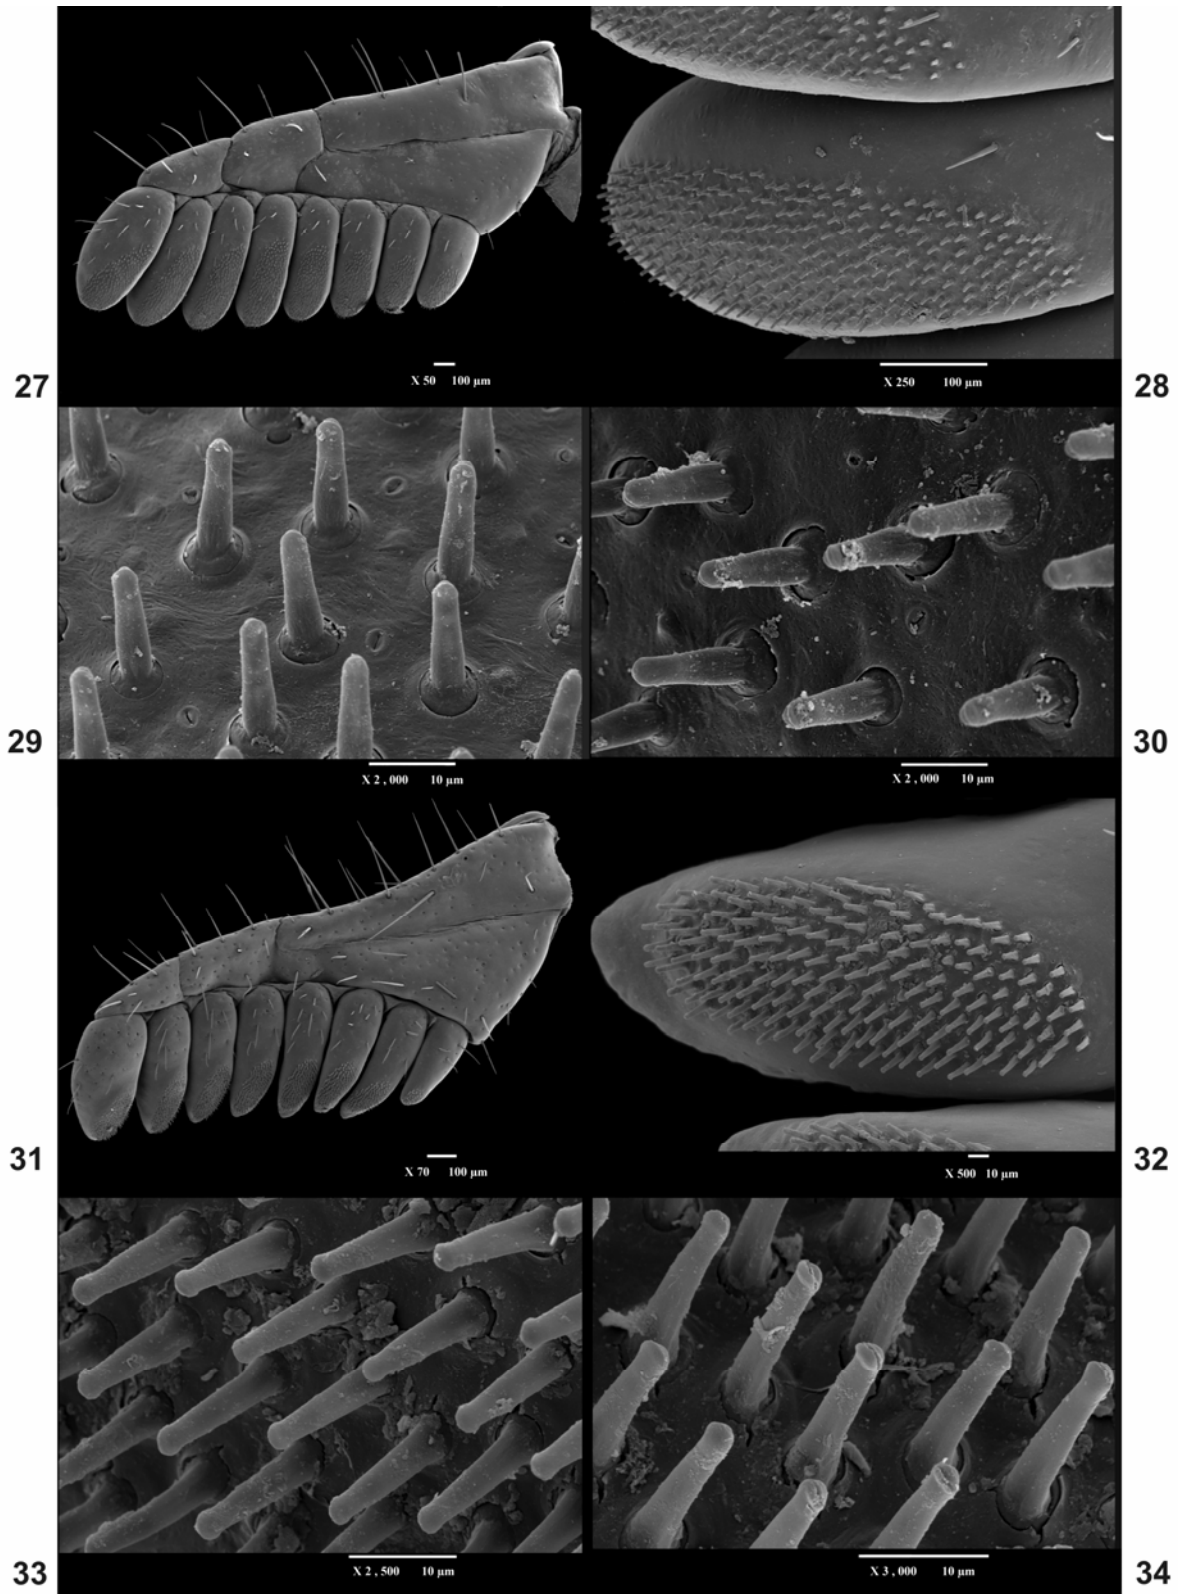 X 50 100 µm
X 250 100 µm
27
28
X 2 , 000 10 µm
X 2 , 000 10 µm
29
30
X 70 100 µm
X 500 10 µm
31
32
X 2 , 500 10 µm
X 3 , 000 10 µm
33
34